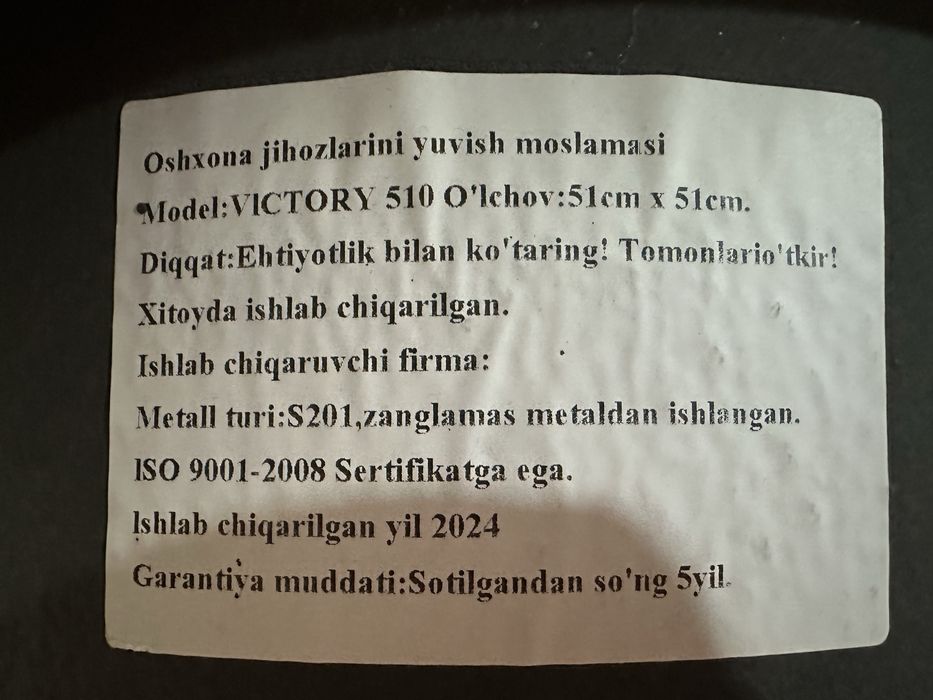 Oshxona jihozlarini yuvish moslamasi
Model:VICTORY 510 O'lchov:51cm x 51cm.
Diqqat:Ehtiyotlik bilan ko'taring! Tomonlario'tkir!
Xitoyda ishlab chiqarilgan.
Ishlab chiqaruvchi firma:
Metall turi:S201,zanglamas metaldan ishlangan.
ISO 9001-2008 Sertifikatga ega.
Ishlab chiqarilgan yil 2024
Garantiya muddati:Sotilgandan so'ng 5yil.